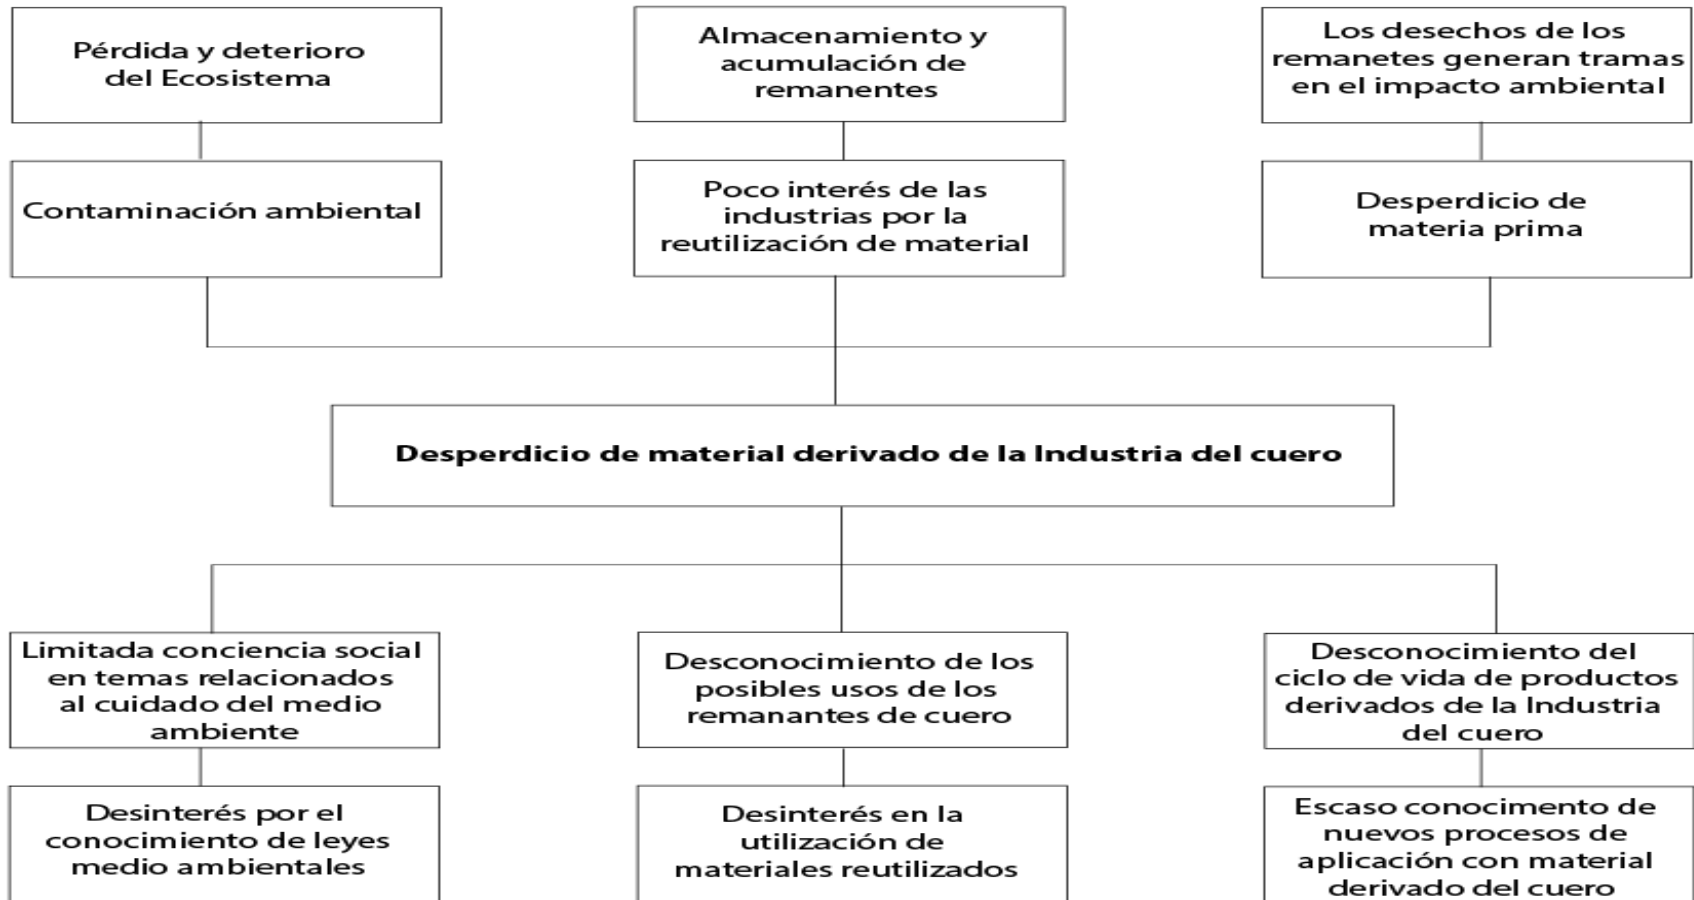 Pérdida y deterioro
del Ecosistema
Almacenamiento y
acumulación de
remanentes
Los desechos de los
remanetes generan tramas
en el impacto ambiental
Contaminación ambiental
Poco interés de las
industrias por la
reutilización de material
Desperdicio de
materia prima
Desperdicio de material derivado de la Industria del cuero
Limitada conciencia social
en temas relacionados
al cuidado del medio
ambiente
Desconocimiento de los
posibles usos de los
remanantes de cuero
Desconocimiento del
ciclo de vida de productos
derivados de la Industria
del cuero
Desinterés por el
conocimiento de leyes
medio ambientales
Desinterés en la
utilización de
materiales reutilizados
Escaso conocimento de
nuevos procesos de
aplicación con material
derivado del cuero